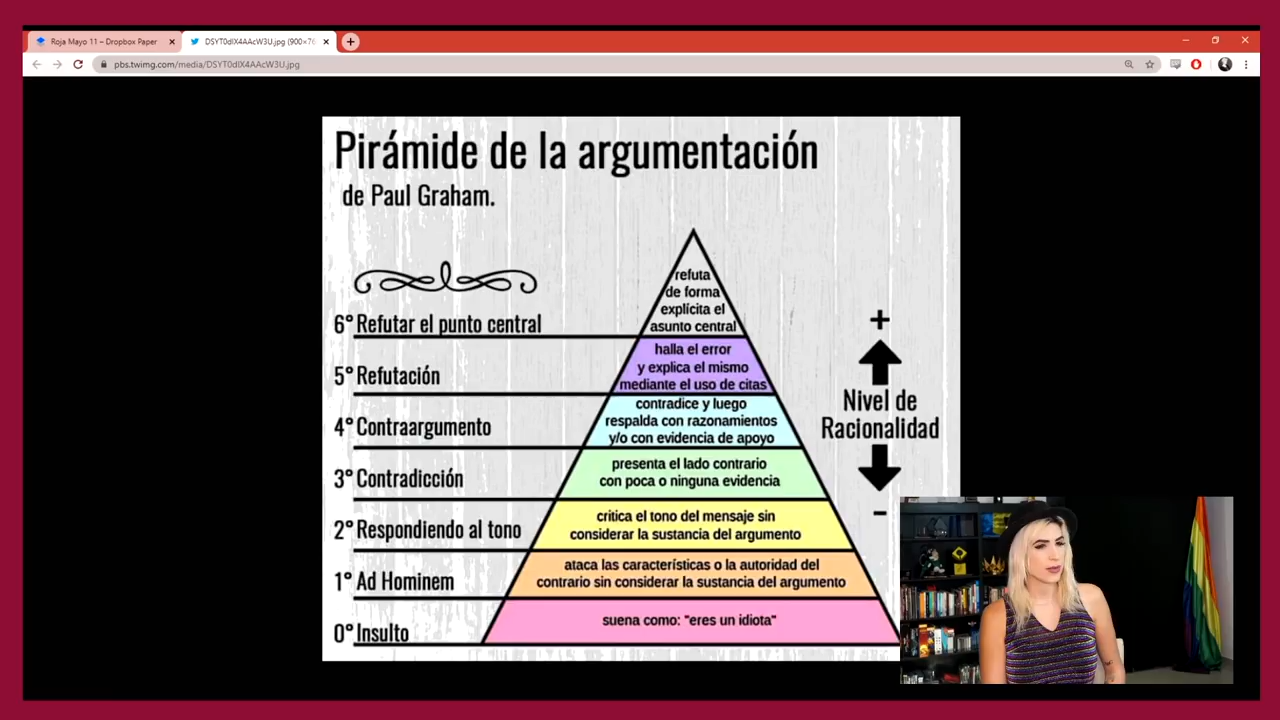 Roja Mayo 11 – Dropbox Paper
DSYT0dlX4AAcW3U.jpg (900×76
pbs.twimg.com/media/DSYT0dlX4AAcW3U.jpg
Pirámide de la argumentación
de Paul Graham.
refuta
de forma
explícita el
asunto central
6° Refutar el punto central
halla el error
y explica el mismo
mediante el uso de citas
5° Refutación
contradice y luego
respalda con razonamientos
y/o con evidencia de apoyo
4° Contraargumento
presenta el lado contrario
con poca o ninguna evidencia
3° Contradicción
critica el tono del mensaje sin
considerar la sustancia del argumento
2° Respondiendo al tono
ataca las características o la autoridad del
contrario sin considerar la sustancia del argumento
1° Ad Hominem
suena como: "eres un idiota"
0° Insulto
+
Nivel de
Racionalidad
-